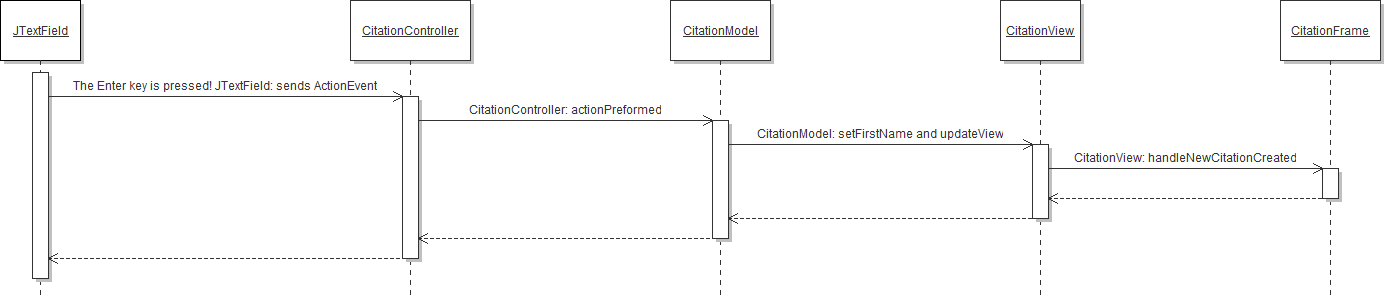 JTextField
CitationController
CitationModel
CitationView
CitationFrame
The Enter key is pressed! JTextField: sends ActionEvent
CitationController: actionPreformed
CitationModel: setFirstName and updateView
CitationView: handleNewCitationCreated